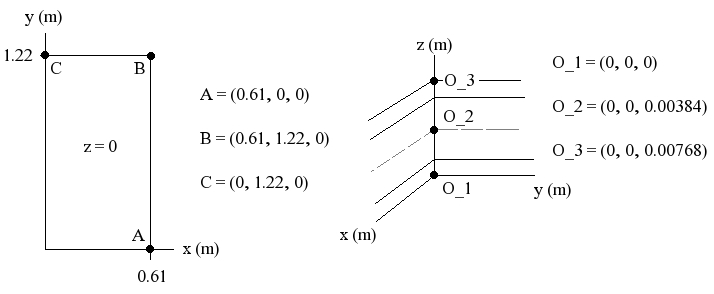 y (m)
1.22
C
B
z = 0
A
x (m)
0.61
A = (0.61, 0, 0)
B = (0.61, 1.22, 0)
C = (0, 1.22, 0)
z (m)
O_3
O_2
O_1
y (m)
x (m)
O_1 = (0, 0, 0)
O_2 = (0, 0, 0.00384)
O_3 = (0, 0, 0.00768)